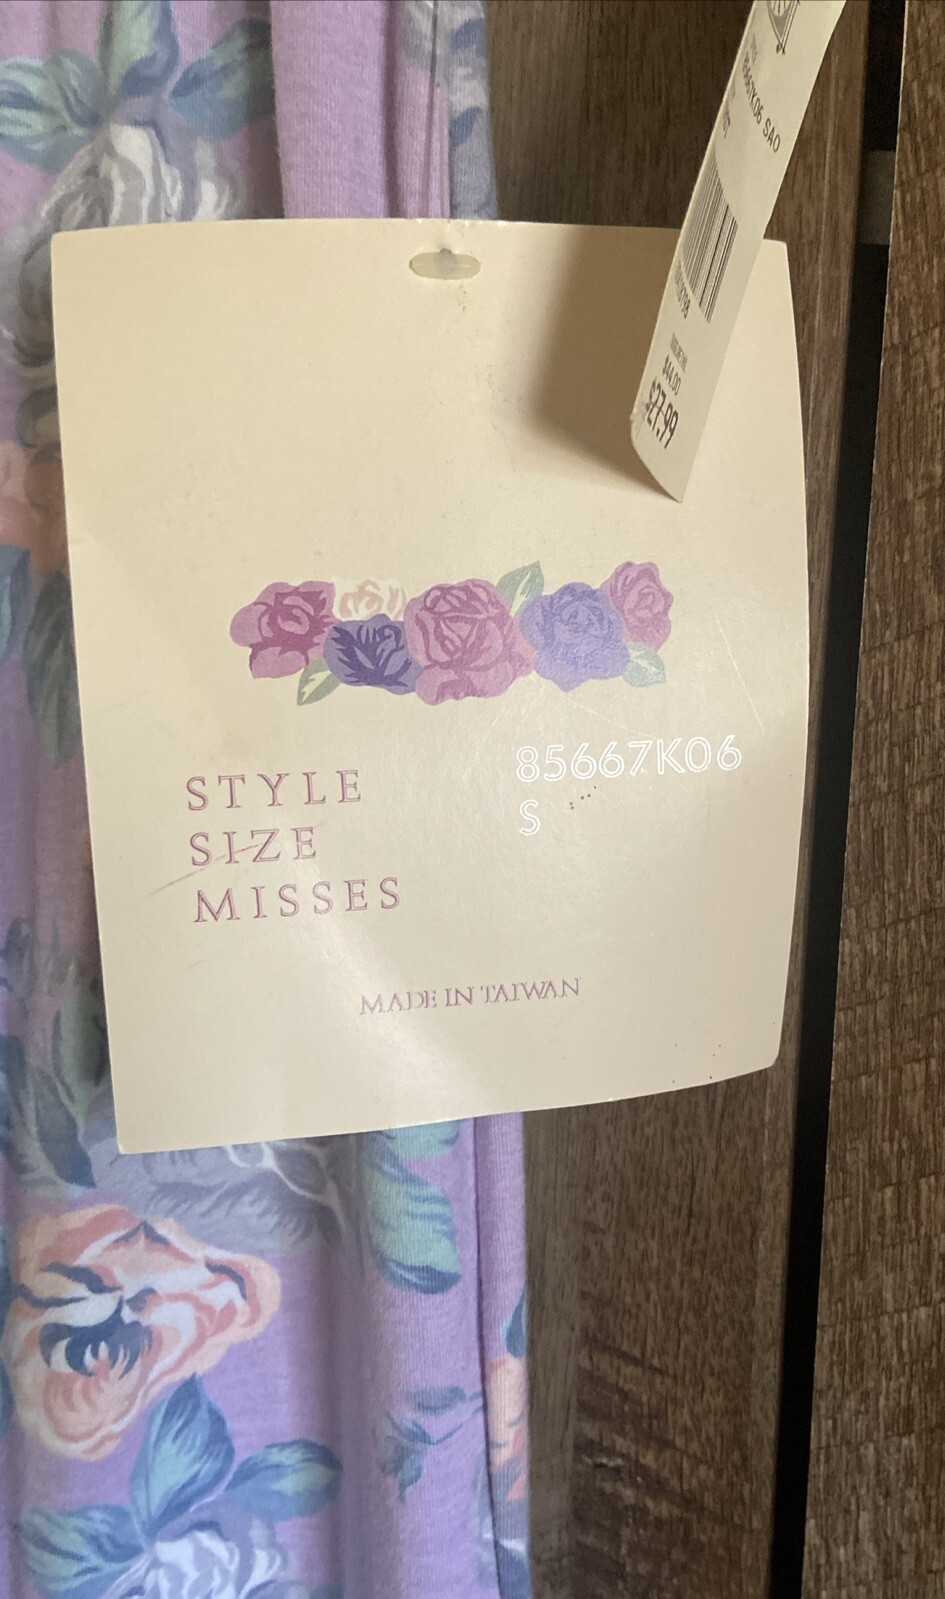 85667K06 SAO
$44.00
$27.99
STYLE 85667K06
SIZE S
MISSES
MADE IN TAIWAN